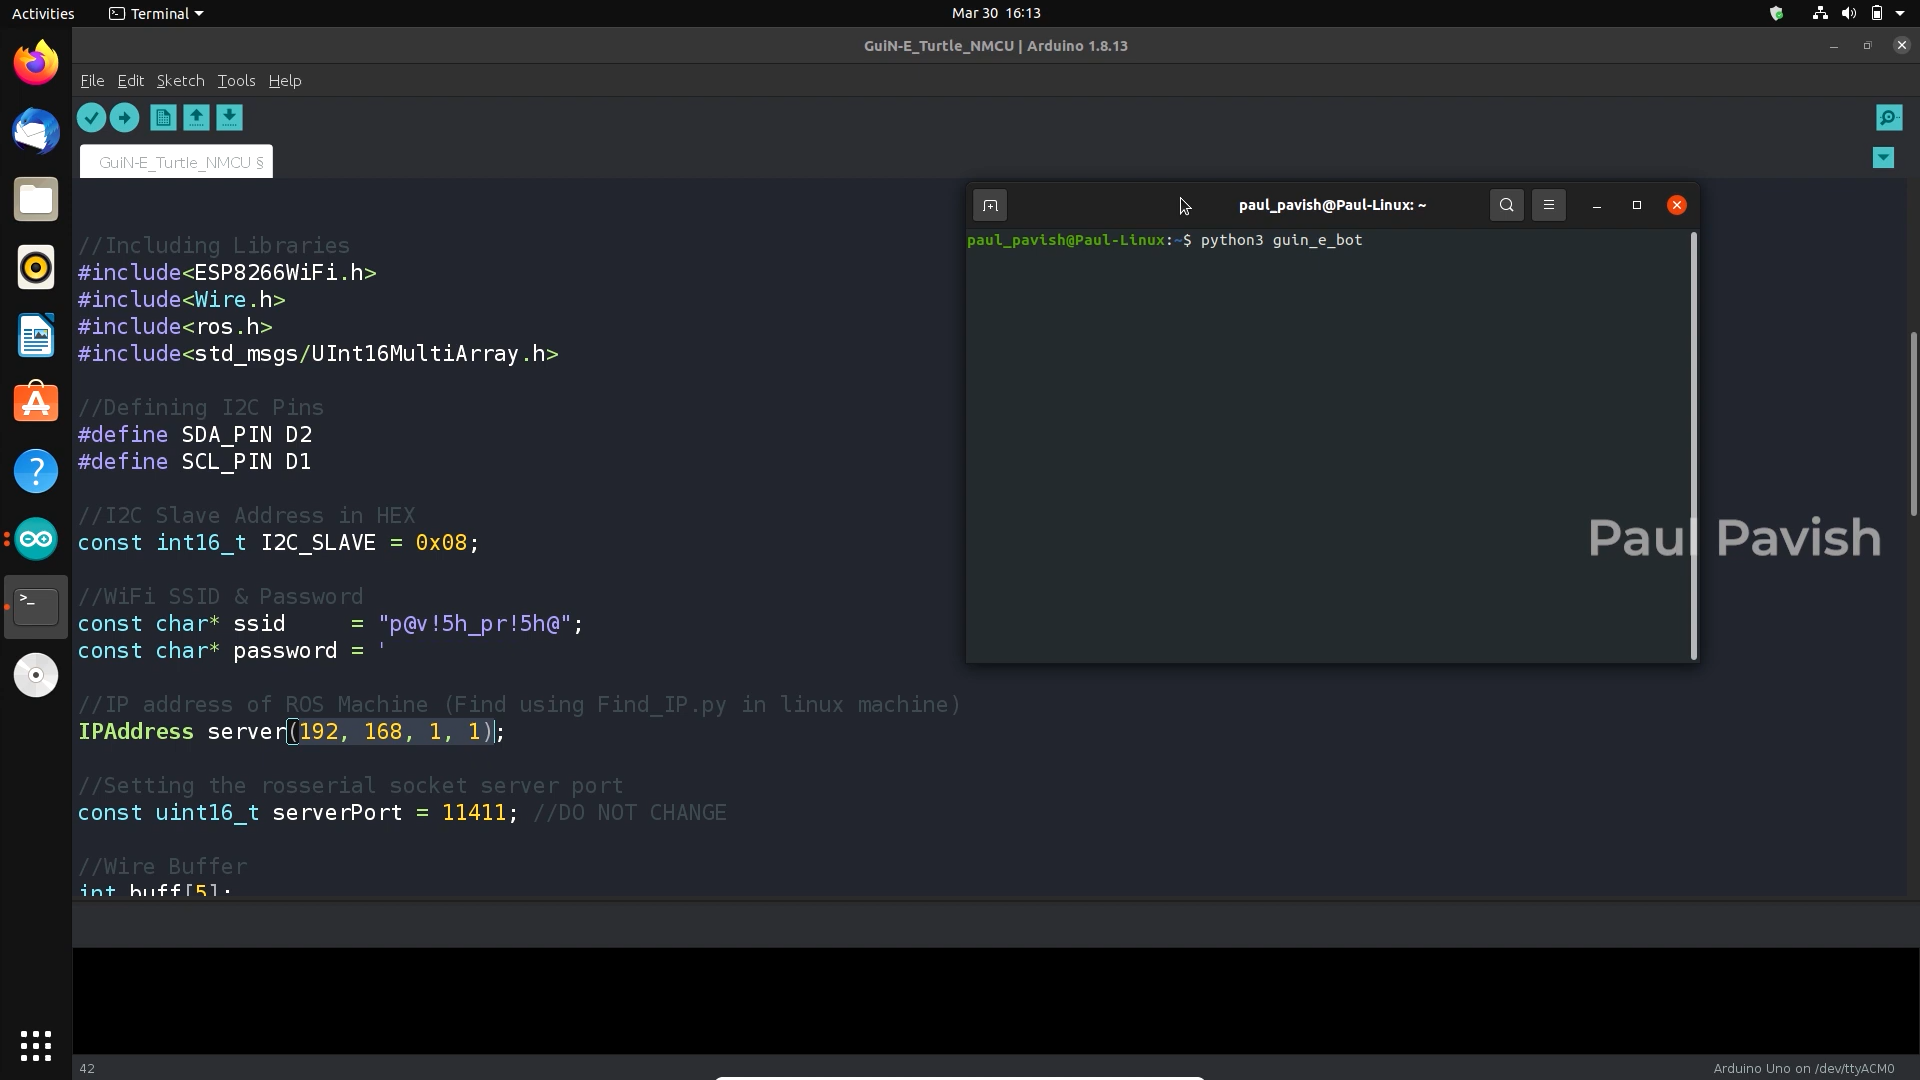 Activities
Terminal
Mar 30 16:13
GuiN-E_Turtle_NMCU | Arduino 1.8.13
File Edit Sketch Tools Help
GuiN-E_Turtle_NMCU §
//Including Libraries
#include<ESP8266WiFi.h>
#include<Wire.h>
#include<ros.h>
#include<std_msgs/UInt16MultiArray.h>
//Defining I2C Pins
#define SDA_PIN D2
#define SCL_PIN D1
//I2C Slave Address in HEX
const int16_t I2C_SLAVE = 0x08;
//WiFi SSID & Password
const char* ssid     = "p@v!5h_pr!5h@";
const char* password = '
//IP address of ROS Machine (Find using Find_IP.py in linux machine)
IPAddress server(192, 168, 1, 1);
//Setting the rosserial socket server port
const uint16_t serverPort = 11411; //DO NOT CHANGE
//Wire Buffer
int buff[5];
paul_pavish@Paul-Linux: ~
paul_pavish@Paul-Linux:~$ python3 guin_e_bot
Paul Pavish
42
Arduino Uno on /dev/ttyACM0